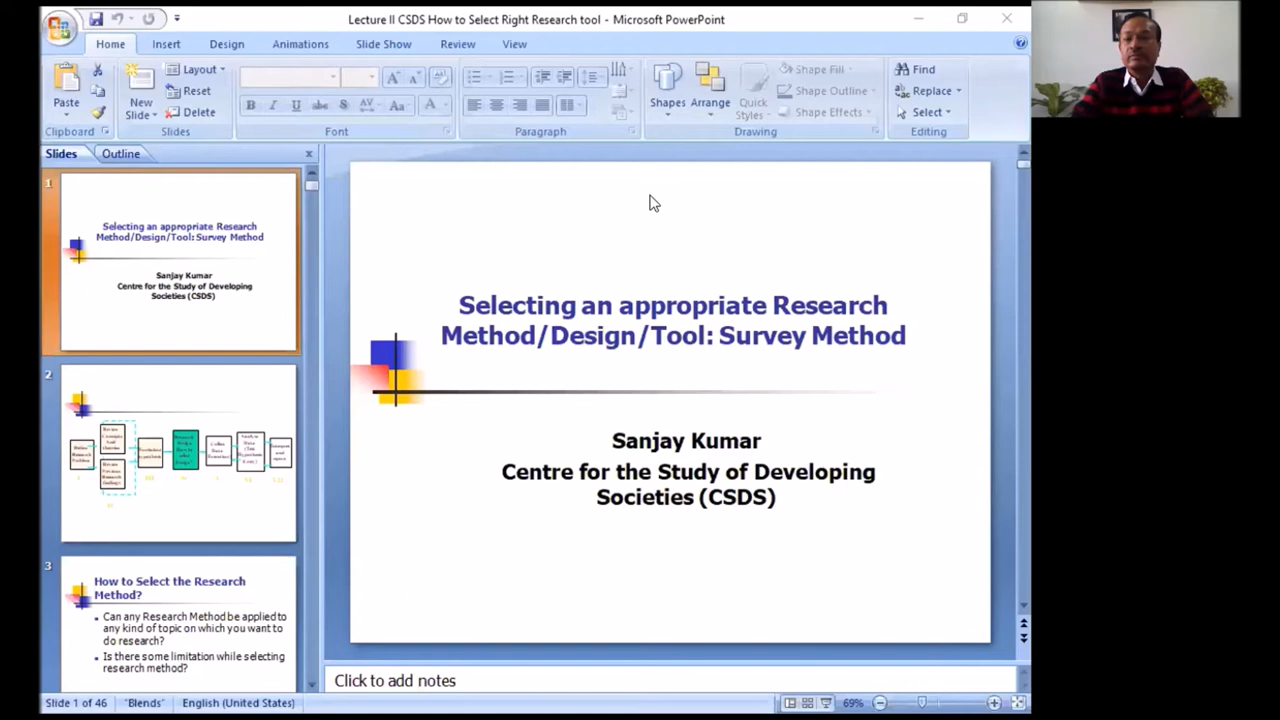 Lecture II CSDS How to Select Right Research tool - Microsoft PowerPoint
Home Insert Design Animations Slide Show Review View
Paste
Clipboard
New Slide
Layout
Reset
Delete
Slides
Font
Paragraph
Shapes
Arrange
Quick Styles
Shape Fill
Shape Outline
Shape Effects
Drawing
Find
Replace
Select
Editing
Slides Outline
1
Selecting an appropriate Research
Method/Design/Tool: Survey Method
Sanjay Kumar
Centre for the Study of Developing
Societies (CSDS)
2
3
How to Select the Research
Method?
Can any Research Method be applied to
any kind of topic on which you want to
do research?
Is there some limitation while selecting
research method?
Selecting an appropriate Research
Method/Design/Tool: Survey Method
Sanjay Kumar
Centre for the Study of Developing
Societies (CSDS)
Click to add notes
Slide 1 of 46 "Blends" English (United States) 69%